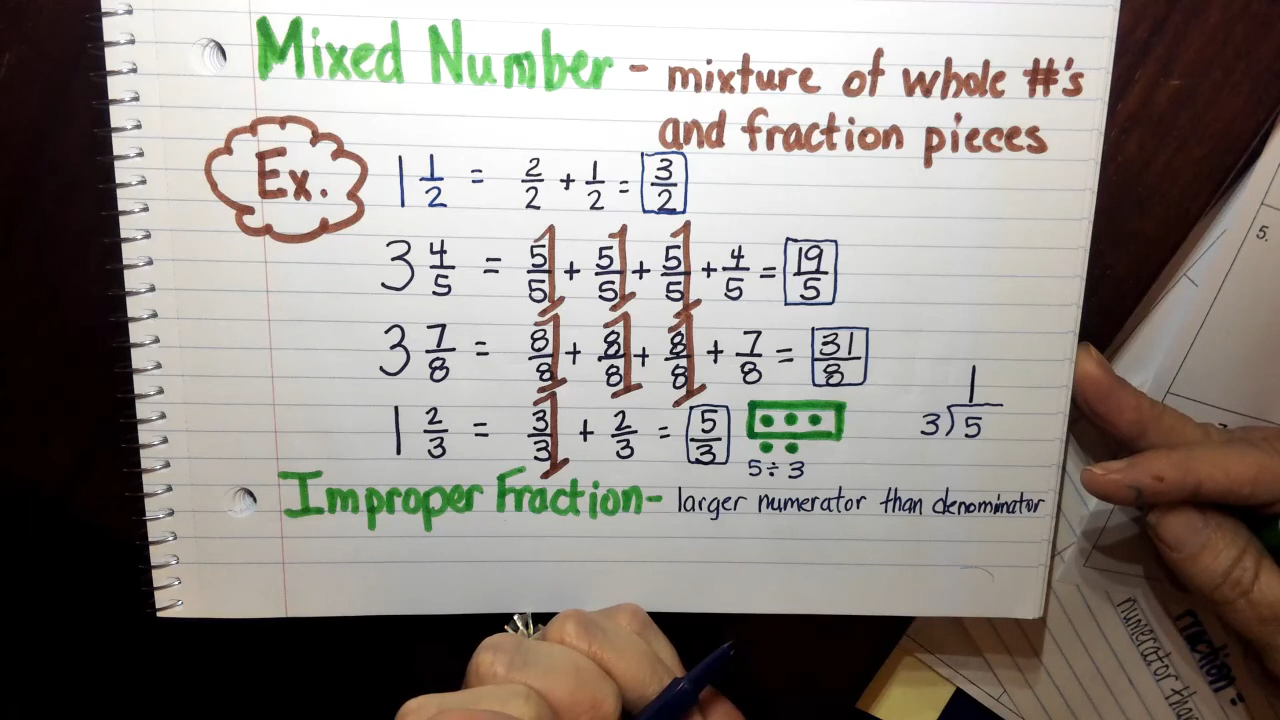 Mixed Number - mixture of whole #'s
and fraction pieces
Ex.
1 1/2 = 2/2 + 1/2 = 3/2
3 4/5 = 5/5 + 5/5 + 5/5 + 4/5 = 19/5
3 7/8 = 8/8 + 8/8 + 8/8 + 7/8 = 31/8
1 2/3 = 3/3 + 2/3 = 5/3
5 ÷ 3
1
3)5
Improper Fraction- larger numerator than denominator
5.
numerator than